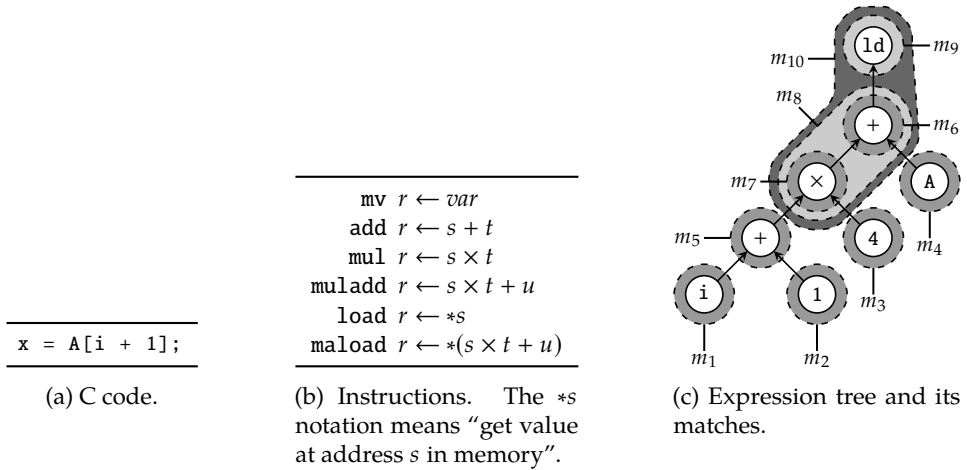 x = A[i + 1];
(a) C code.
mv r ← var
add r ← s + t
mul r ← s × t
muladd r ← s × t + u
load r ← *s
maload r ← *(s × t + u)
(b) Instructions. The *s
notation means “get value
at address s in memory”.
ld
m9
m10
m8
+
m6
m7
×
A
m5
+
4
m4
i
1
m3
m1
m2
(c) Expression tree and its
matches.